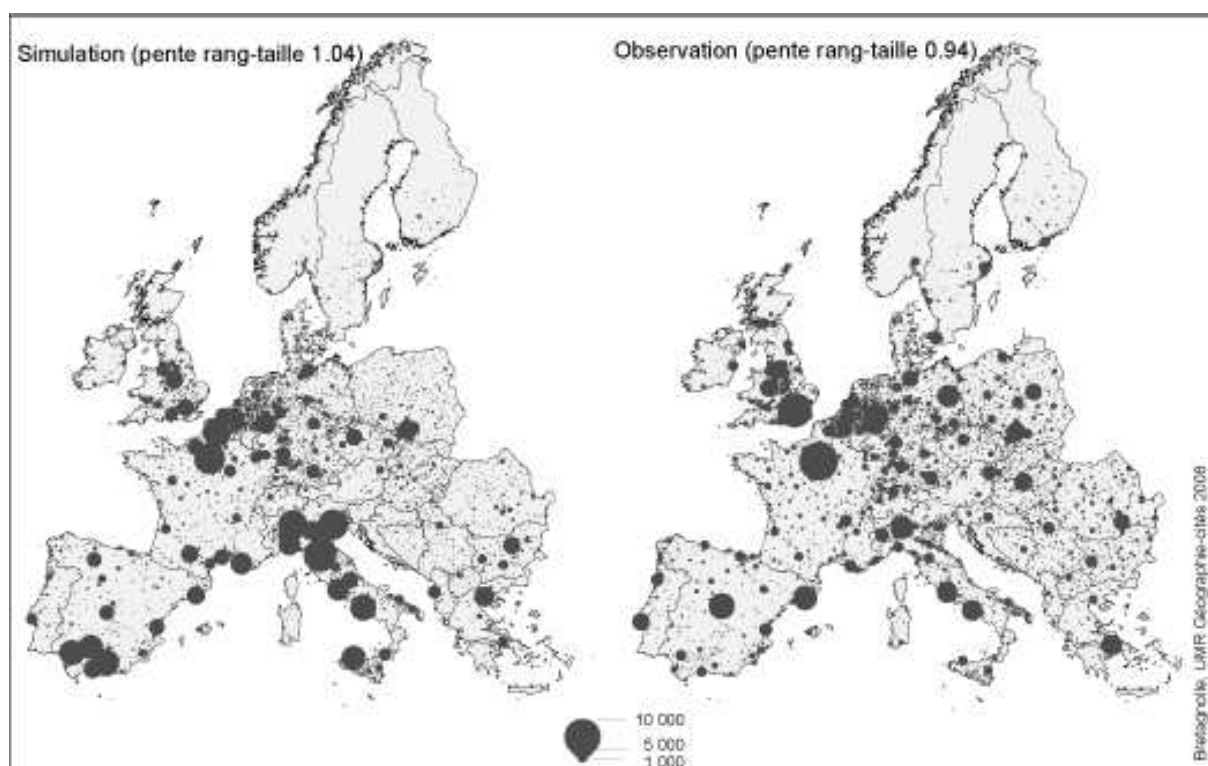 Simulation (pente rang-taille 1.04)
Observation (pente rang-taille 0.94)
10 000
5 000
1 000
Bretagnolle, UMR Géographie-cités 2008